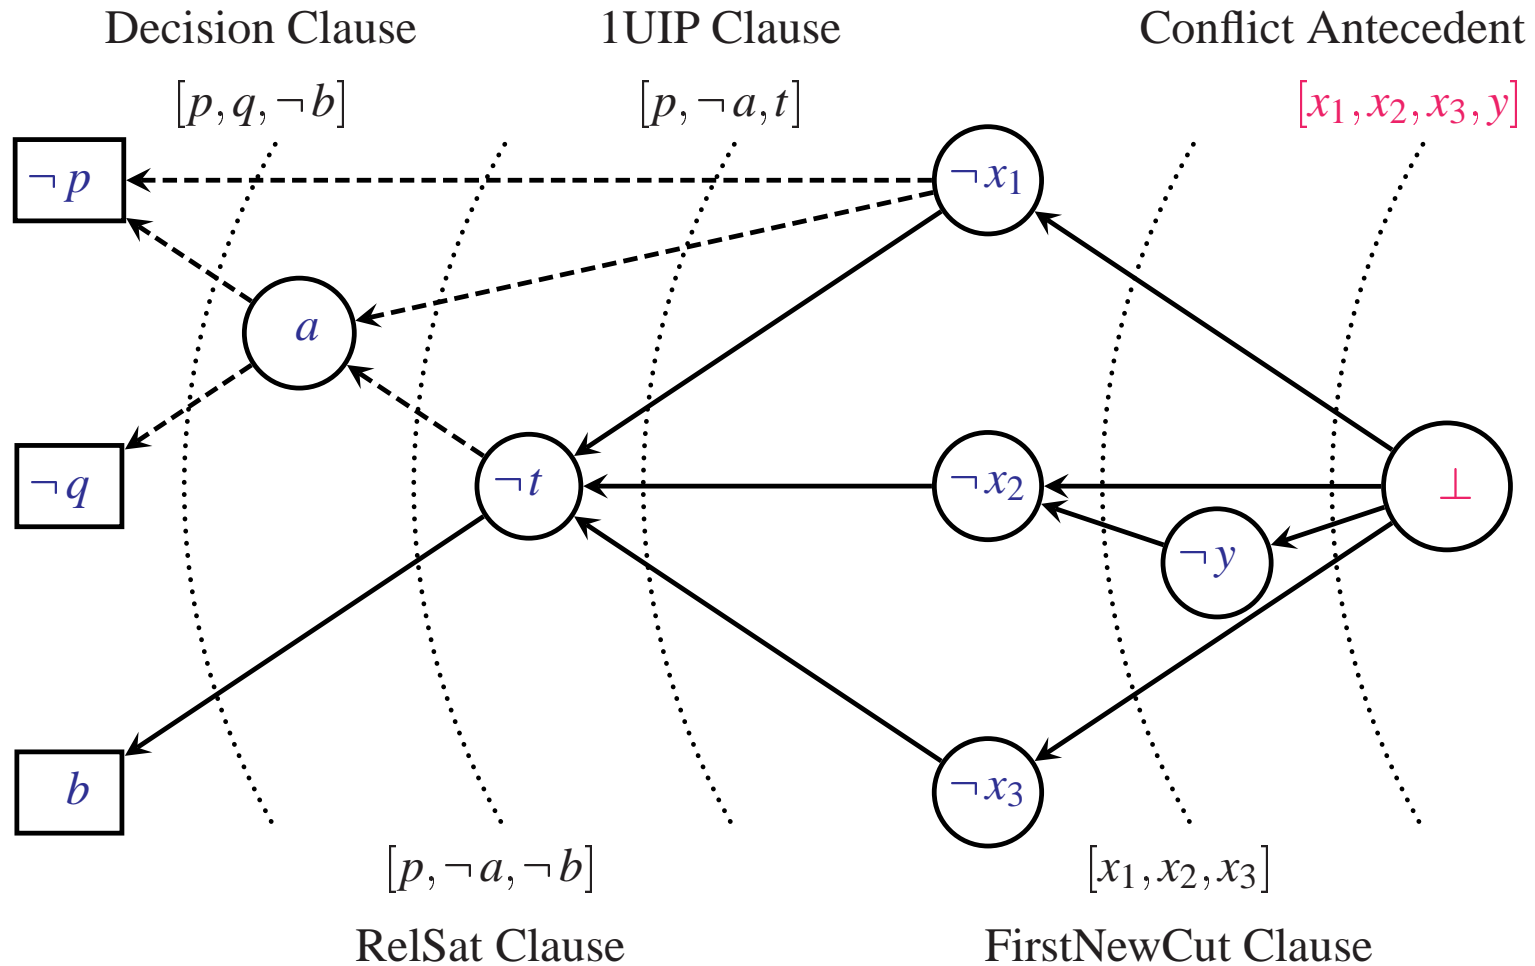 Decision Clause 1UIP Clause Conflict Antecedent
[p, q, ¬ b] [p, ¬ a, t] [x₁, x₂, x₃, y]
¬ p ¬ x₁
a
¬ q ¬ t ¬ x₂ ⊥
¬ y
b ¬ x₃
[p, ¬ a, ¬ b] [x₁, x₂, x₃]
RelSat Clause FirstNewCut Clause